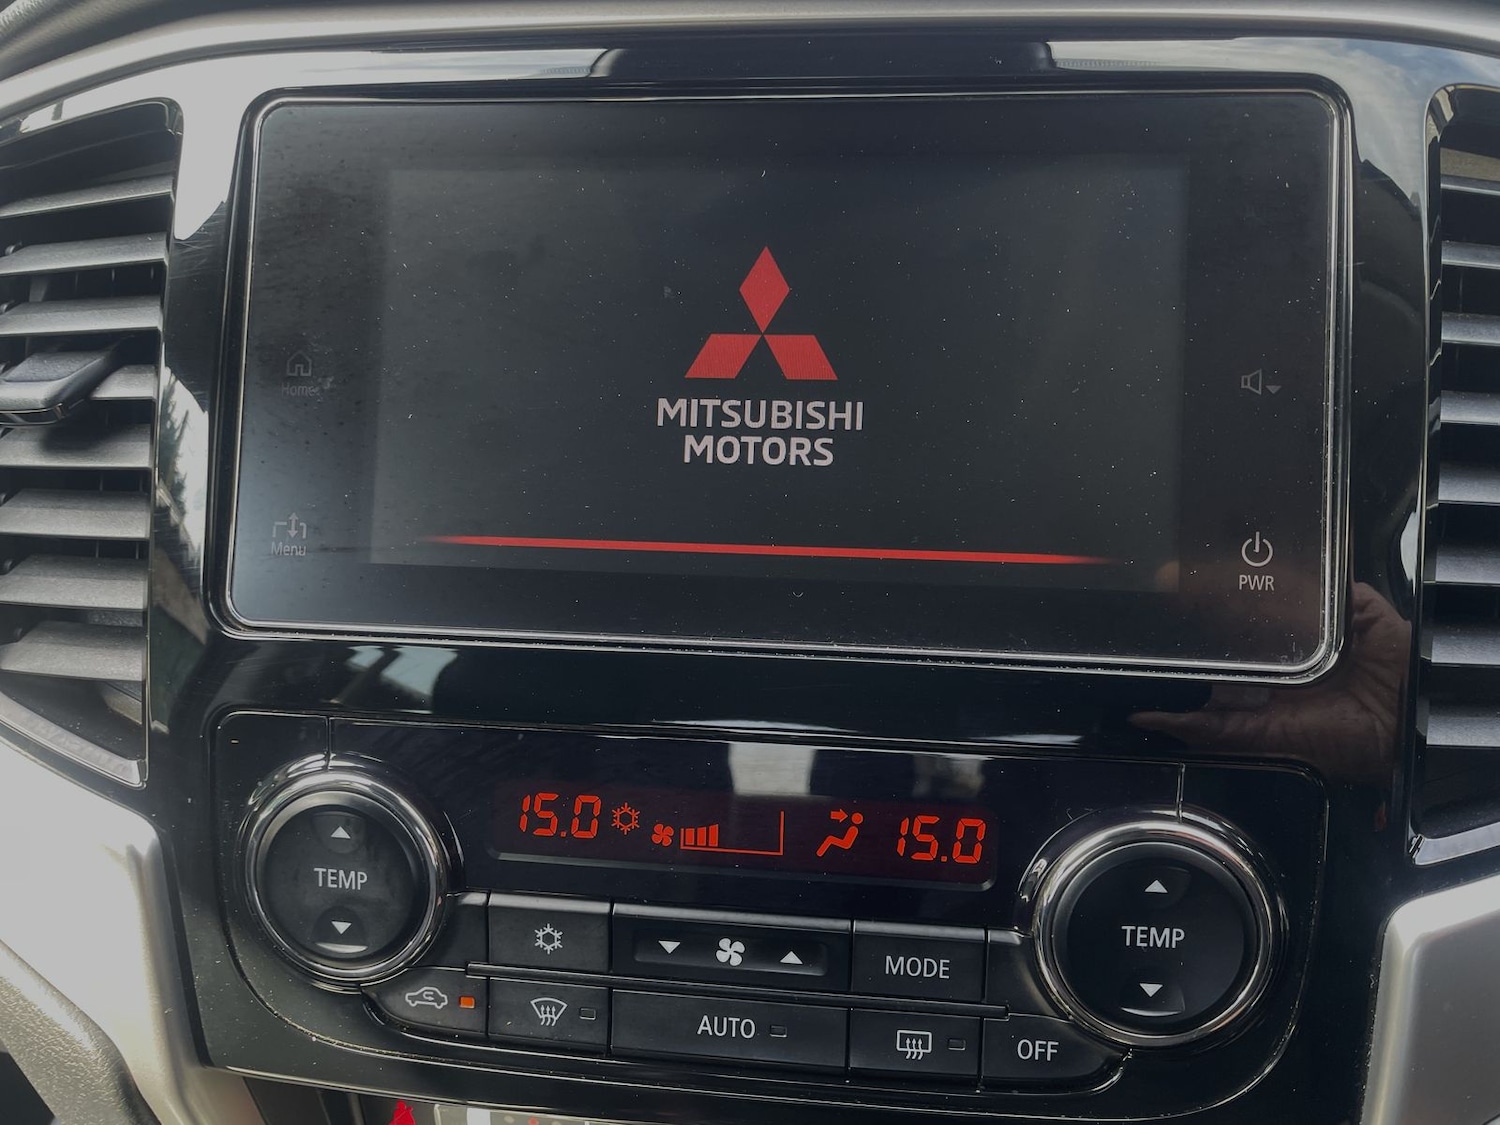 MITSUBISHI
MOTORS
Home
Menu
PWR
15.0
15.0
TEMP
TEMP
MODE
AUTO
OFF